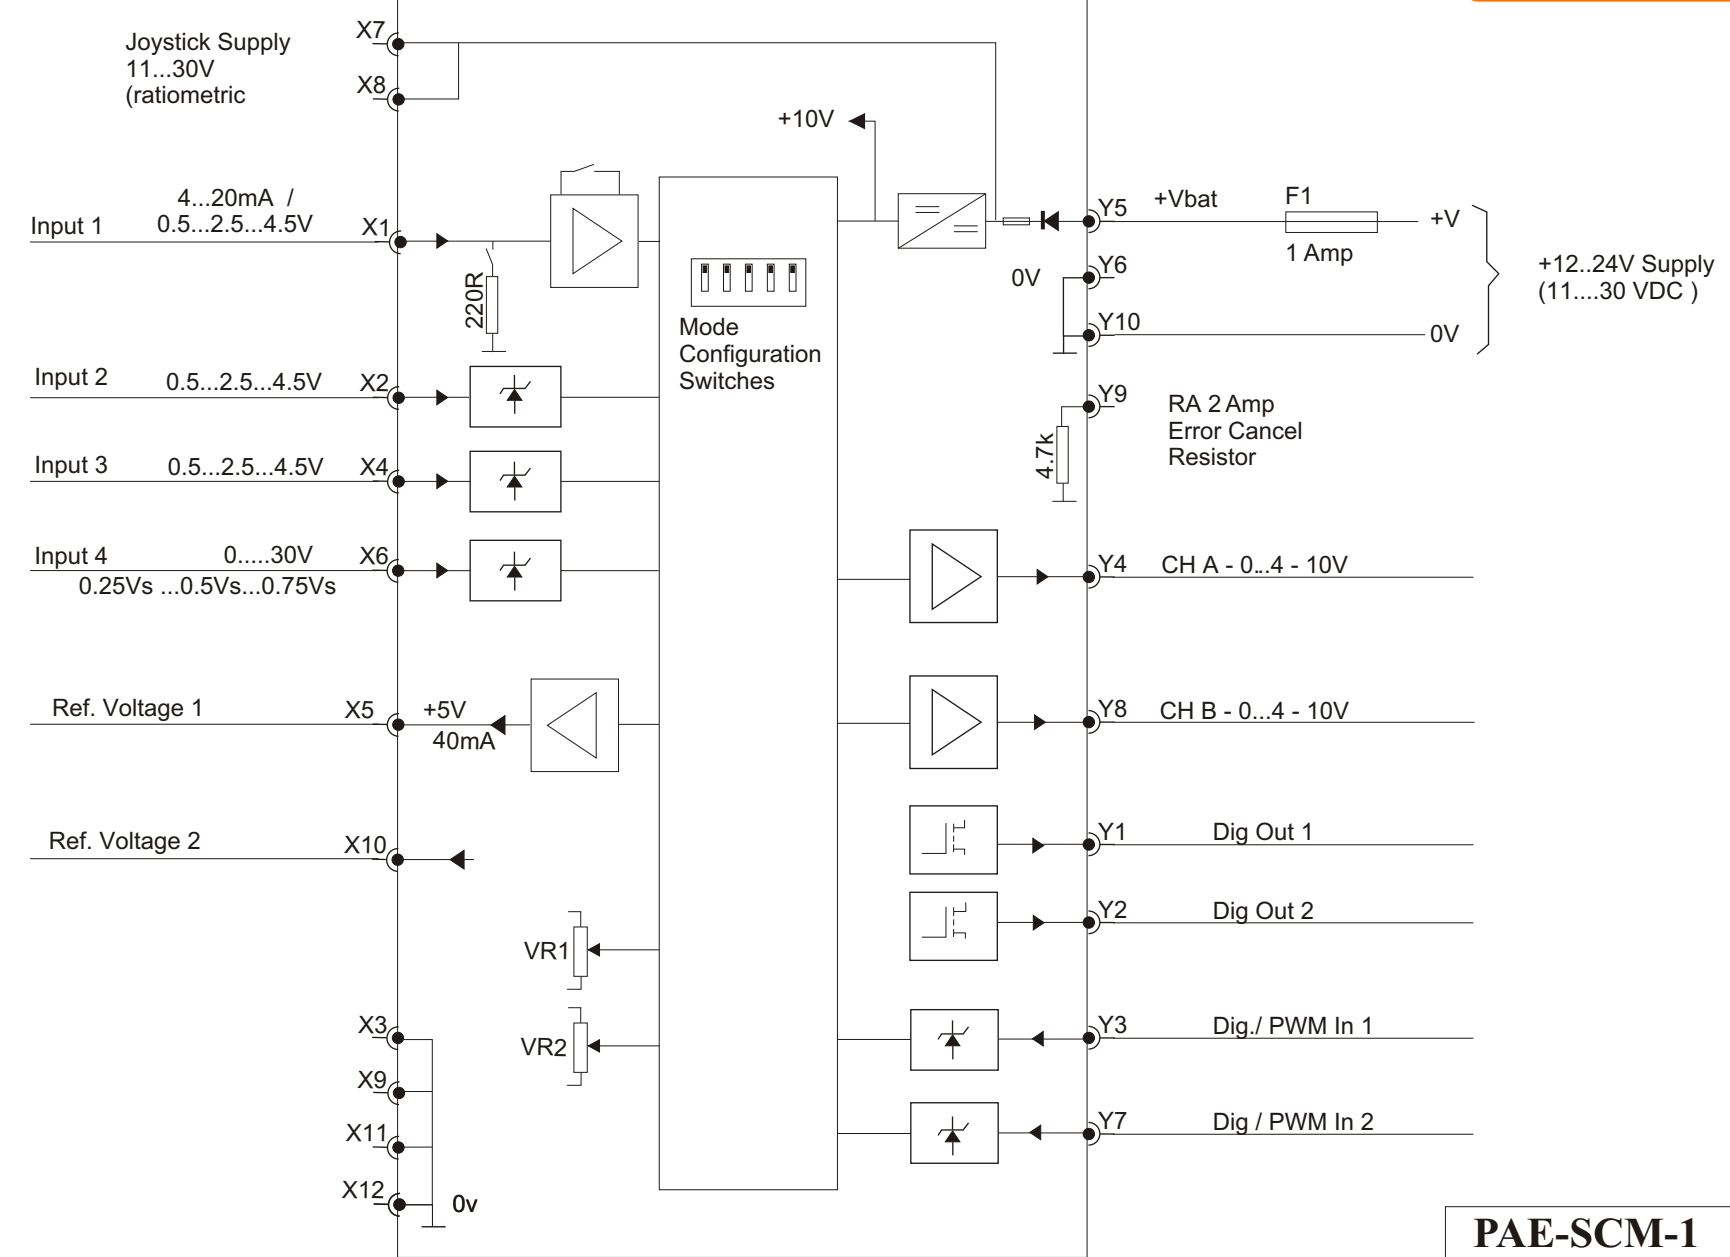 X7
Joystick Supply
11...30V
(ratiometric
X8
+10V
4...20mA /
0.5...2.5...4.5V
Input 1
X1
220R
Mode
Configuration
Switches
Y5
+Vbat
F1
1 Amp
+V
0V
Y6
Y10
0V
+12..24V Supply
(11....30 VDC )
Input 2
0.5...2.5...4.5V
X2
Y9
4.7k
RA 2 Amp
Error Cancel
Resistor
Input 3
0.5...2.5...4.5V
X4
Input 4
0.....30V
X6
0.25Vs ...0.5Vs...0.75Vs
Y4
CH A - 0...4 - 10V
Ref. Voltage 1
X5
+5V
40mA
Y8
CH B - 0...4 - 10V
Ref. Voltage 2
X10
Y1
Dig Out 1
Y2
Dig Out 2
VR1
VR2
Y3
Dig./ PWM In 1
Y7
Dig / PWM In 2
X3
X9
X11
X12
0v
PAE-SCM-1